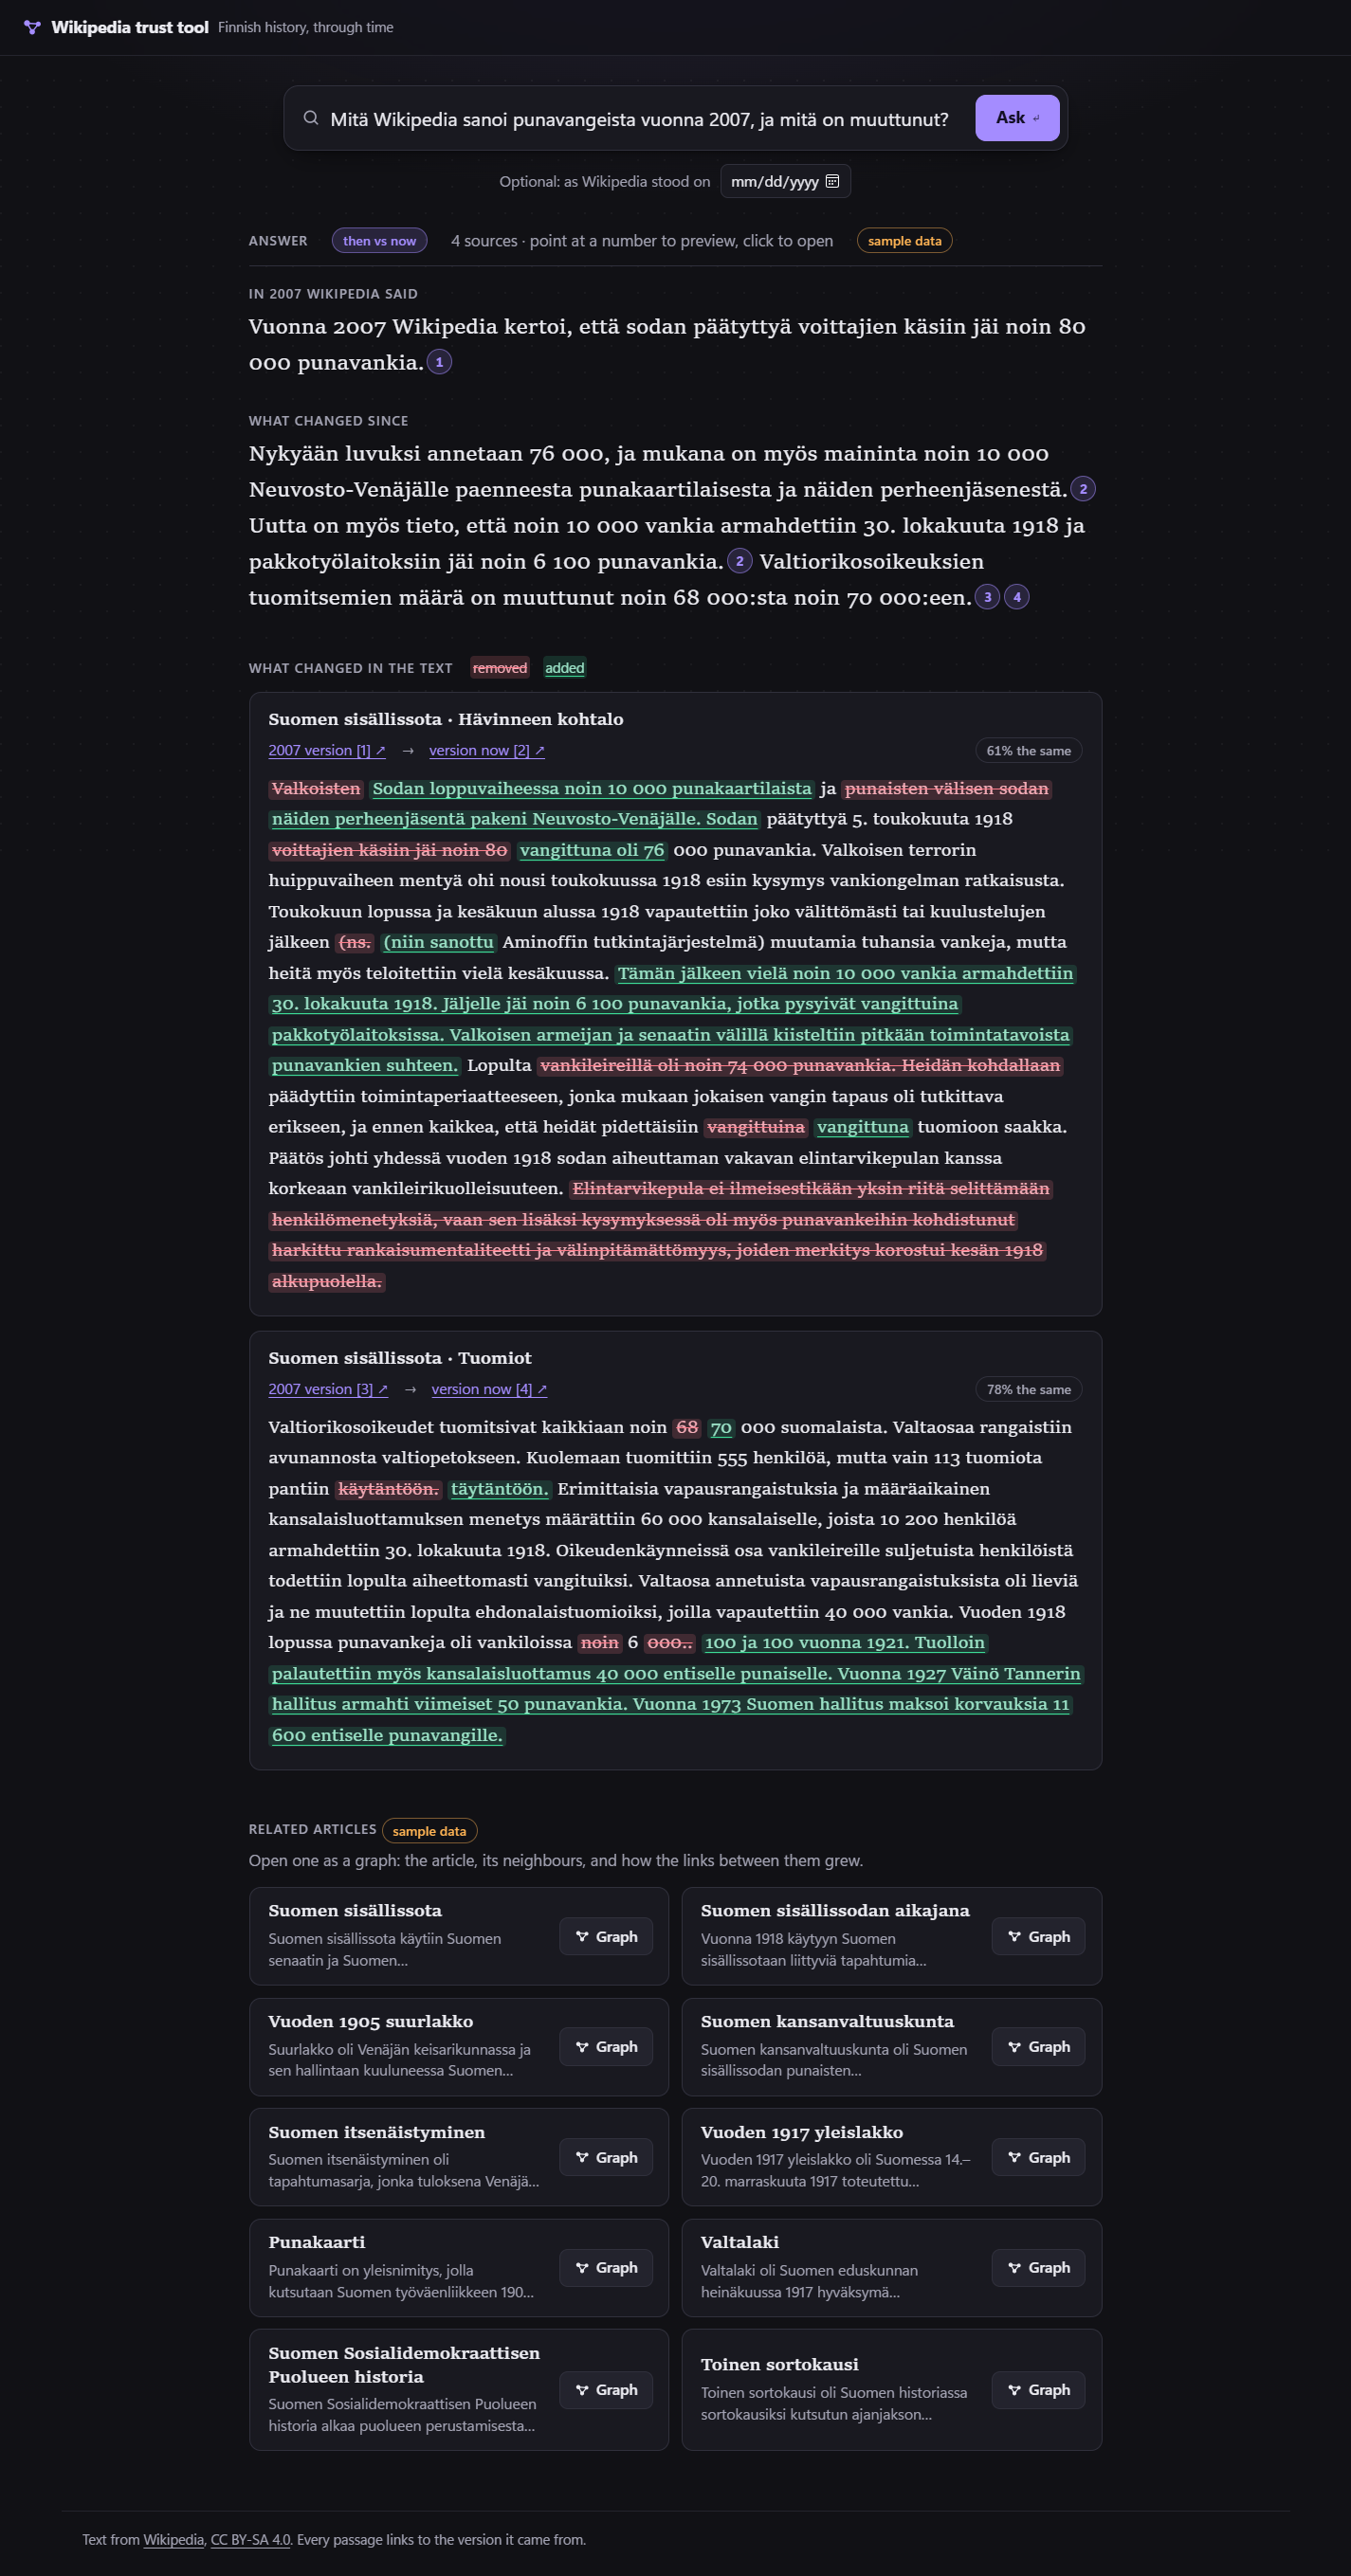 Wikipedia trust tool Finnish history, through time
Mitä Wikipedia sanoi punavangeista vuonna 2007, ja mitä on muuttunut? Ask ↵
Optional: as Wikipedia stood on mm/dd/yyyy
ANSWER then vs now 4 sources · point at a number to preview, click to open sample data
IN 2007 WIKIPEDIA SAID
Vuonna 2007 Wikipedia kertoi, että sodan päätyttyä voittajien käsiin jäi noin 80
000 punavankia. 1
WHAT CHANGED SINCE
Nykyään luvuksi annetaan 76 000, ja mukana on myös maininta noin 10 000
Neuvosto-Venäjälle paenneesta punakaartilaisesta ja näiden perheenjäsenestä. 2
Uutta on myös tieto, että noin 10 000 vankia armahdettiin 30. lokakuuta 1918 ja
pakkotyölaitoksiin jäi noin 6 100 punavankia. 2 Valtiorikosoikeuksien
tuomitsemien määrä on muuttunut noin 68 000:sta noin 70 000:een. 3 4
WHAT CHANGED IN THE TEXT removed added
Suomen sisällissota · Hävinneen kohtalo
2007 version [1] ↗ → version now [2] ↗ 61% the same
Valkoisten Sodan loppuvaiheessa noin 10 000 punakaartilaista ja punaisten välisen sodan
näiden perheenjäsentä pakeni Neuvosto-Venäjälle. Sodan päätyttyä 5. toukokuuta 1918
voittajien käsiin jäi noin 80 vangittuna oli 76 000 punavankia. Valkoisen terrorin
huippuvaiheen mentyä ohi nousi toukokuussa 1918 esiin kysymys vankiongelman ratkaisusta.
Toukokuun lopussa ja kesäkuun alussa 1918 vapautettiin joko välittömästi tai kuulustelujen
jälkeen (ns. (niin sanottu Aminoffin tutkintajärjestelmä) muutamia tuhansia vankeja, mutta
heitä myös teloitettiin vielä kesäkuussa. Tämän jälkeen vielä noin 10 000 vankia armahdettiin
30. lokakuuta 1918. Jäljelle jäi noin 6 100 punavankia, jotka pysyivät vangittuina
pakkotyölaitoksissa. Valkoisen armeijan ja senaatin välillä kiisteltiin pitkään toimintatavoista
punavankien suhteen. Lopulta vankileireillä oli noin 74 000 punavankia. Heidän kohdallaan
päädyttiin toimintaperiaatteeseen, jonka mukaan jokaisen vangin tapaus oli tutkittava
erikseen, ja ennen kaikkea, että heidät pidettäisiin vangittuina vangittuna tuomioon saakka.
Päätös johti yhdessä vuoden 1918 sodan aiheuttaman vakavan elintarvikepulan kanssa
korkeaan vankileirikuolleisuuteen. Elintarvikepula ei ilmeisestikään yksin riitä selittämään
henkilömenetyksiä, vaan sen lisäksi kysymyksessä oli myös punavankeihin kohdistunut
harkittu rankaisumentaliteetti ja välinpitämättömyys, joiden merkitys korostui kesän 1918
alkupuolella.
Suomen sisällissota · Tuomiot
2007 version [3] ↗ → version now [4] ↗ 78% the same
Valtiorikosoikeudet tuomitsivat kaikkiaan noin 68 70 000 suomalaista. Valtaosaa rangaistiin
avunannosta valtiopetokseen. Kuolemaan tuomittiin 555 henkilöä, mutta vain 113 tuomiota
pantiin käytäntöön. täytäntöön. Erimittaisia vapausrangaistuksia ja määräaikainen
kansalaisluottamuksen menetys määrättiin 60 000 kansalaiselle, joista 10 200 henkilöä
armahdettiin 30. lokakuuta 1918. Oikeudenkäynneissä osa vankileireille suljetuista henkilöistä
todettiin lopulta aiheettomasti vangituiksi. Valtaosa annetuista vapausrangaistuksista oli lieviä
ja ne muutettiin lopulta ehdonalaistuomioiksi, joilla vapautettiin 40 000 vankia. Vuoden 1918
lopussa punavankeja oli vankiloissa noin 6 000.. 100 ja 100 vuonna 1921. Tuolloin
palautettiin myös kansalaisluottamus 40 000 entiselle punaiselle. Vuonna 1927 Väinö Tannerin
hallitus armahti viimeiset 50 punavankia. Vuonna 1973 Suomen hallitus maksoi korvauksia 11
600 entiselle punavangille.
RELATED ARTICLES sample data
Open one as a graph: the article, its neighbours, and how the links between them grew.
Suomen sisällissota
Suomen sisällissota käytiin Suomen
senaatin ja Suomen...
Graph
Suomen sisällissodan aikajana
Vuonna 1918 käytyyn Suomen
sisällissotaan liittyviä tapahtumia...
Graph
Vuoden 1905 suurlakko
Suurlakko oli Venäjän keisarikunnassa ja
sen hallintaan kuuluneessa Suomen...
Graph
Suomen kansanvaltuuskunta
Suomen kansanvaltuuskunta oli Suomen
sisällissodan punaisten...
Graph
Suomen itsenäistyminen
Suomen itsenäistyminen oli
tapahtumasarja, jonka tuloksena Venäjä...
Graph
Vuoden 1917 yleislakko
Vuoden 1917 yleislakko oli Suomessa 14.–
20. marraskuuta 1917 toteutettu...
Graph
Punakaarti
Punakaarti on yleisnimitys, jolla
kutsutaan Suomen työväenliikkeen 190...
Graph
Valtalaki
Valtalaki oli Suomen eduskunnan
heinäkuussa 1917 hyväksymä...
Graph
Suomen Sosialidemokraattisen
Puolueen historia
Suomen Sosialidemokraattisen Puolueen
historia alkaa puolueen perustamisesta...
Graph
Toinen sortokausi
Toinen sortokausi oli Suomen historiassa
sortokausiksi kutsutun ajanjakson...
Graph
Text from Wikipedia, CC BY-SA 4.0. Every passage links to the version it came from.